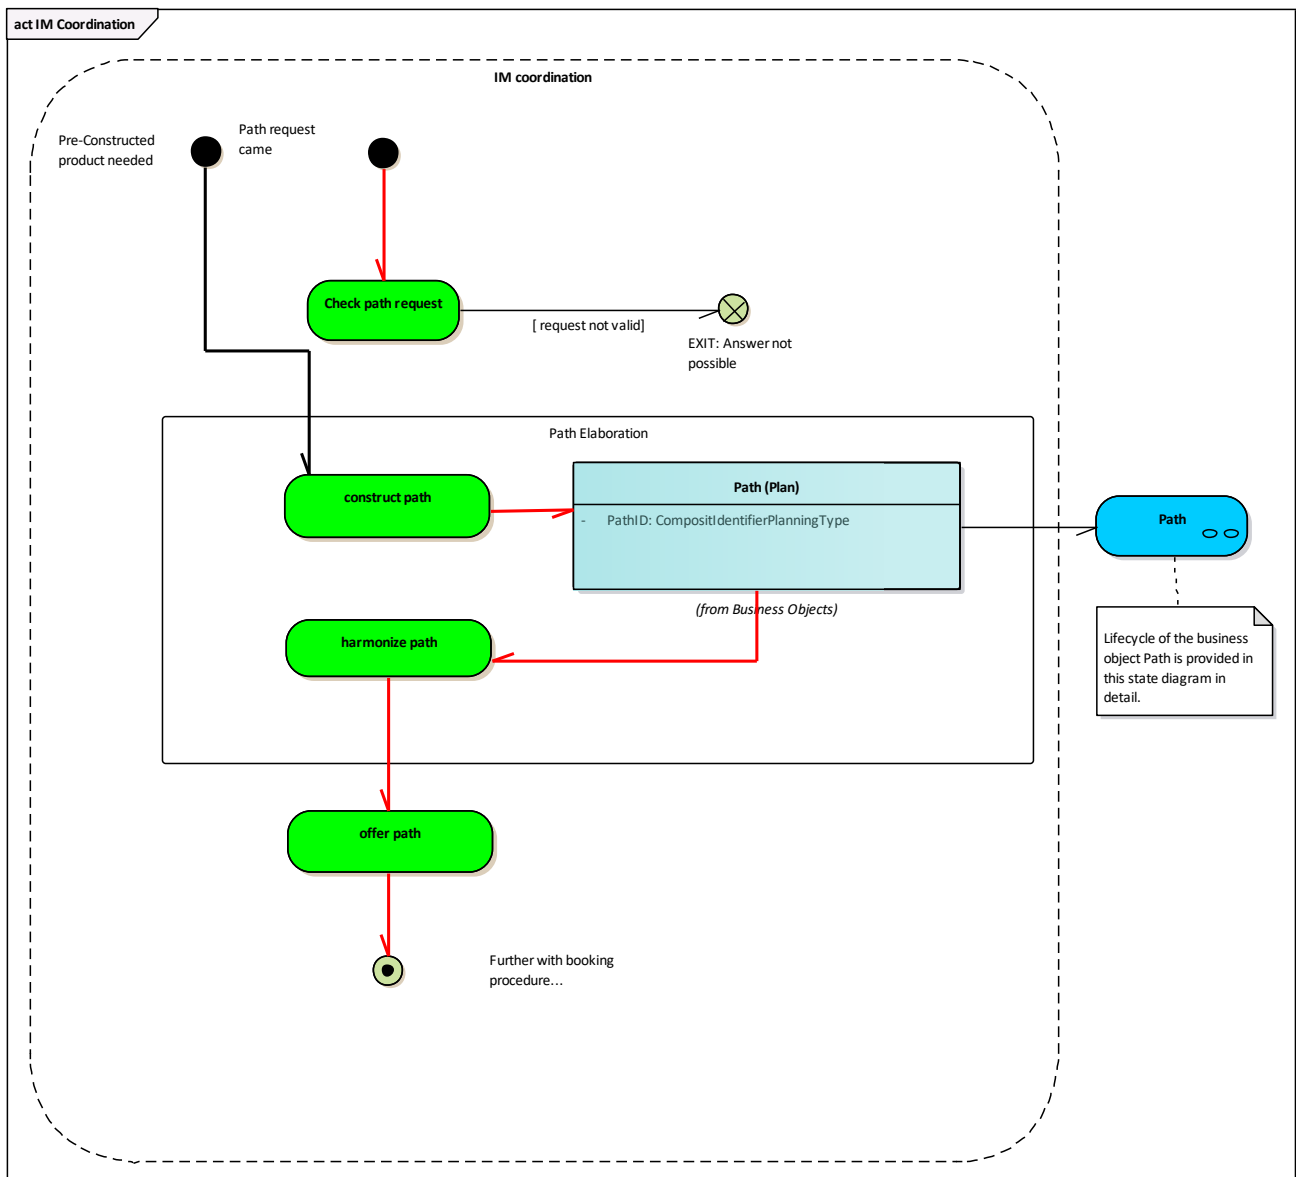 act IM Coordination
IM coordination
Pre-Constructed
product needed
Path request
came
Check path request
[ request not valid]
EXIT: Answer not
possible
Path Elaboration
construct path
Path (Plan)
- PathID: CompositIdentifierPlanningType
(from Business Objects)
Path
harmonize path
Lifecycle of the business
object Path is provided in
this state diagram in
detail.
offer path
Further with booking
procedure...